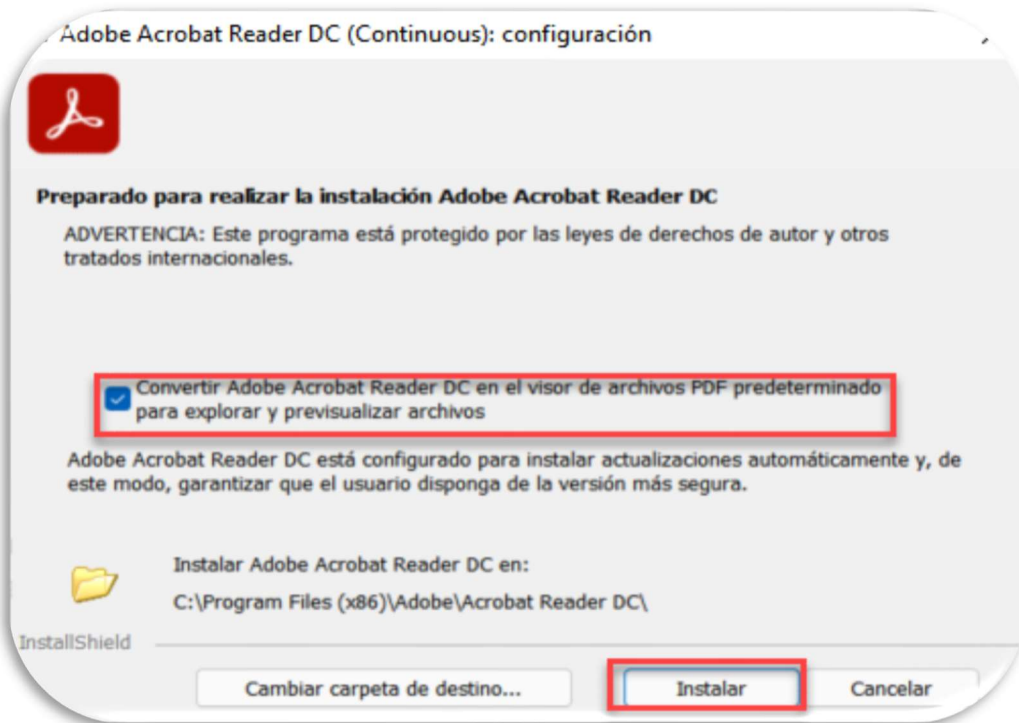 Adobe Acrobat Reader DC (Continuous): configuración
Preparado para realizar la instalación Adobe Acrobat Reader DC
ADVERTENCIA: Este programa está protegido por las leyes de derechos de autor y otros
tratados internacionales.
Convertir Adobe Acrobat Reader DC en el visor de archivos PDF predeterminado
para explorar y previsualizar archivos
Adobe Acrobat Reader DC está configurado para instalar actualizaciones automáticamente y, de
este modo, garantizar que el usuario disponga de la versión más segura.
Instalar Adobe Acrobat Reader DC en:
C:\Program Files (x86)\Adobe\Acrobat Reader DC\
InstallShield
Cambiar carpeta de destino... Instalar Cancelar